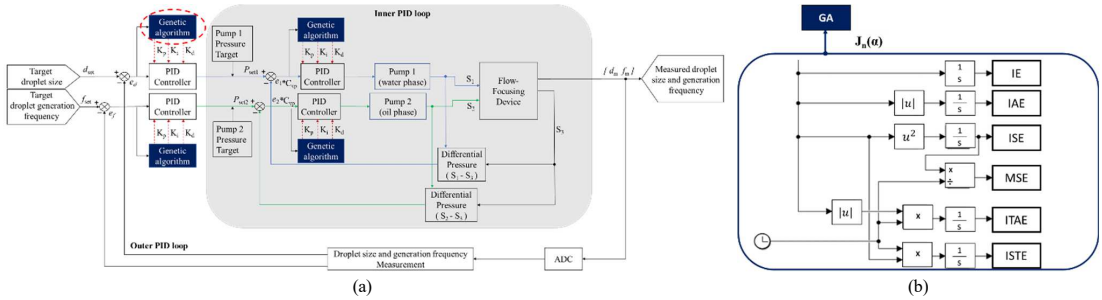 Inner PID loop
Genetic
algorithm
K_p K_i K_d
Pump 1
Pressure
Target
Genetic
algorithm
K_p K_i K_d
Target
droplet size
d_set
+
−
e_d
PID
Controller
P_set1
+
−
e_1*C_vp
PID
Controller
Pump 1
(water phase)
S_1
Flow-
Focusing
Device
[ d_m f_m ]
Measured droplet
size and generation
frequency
Target
droplet generation
frequency
f_set
+
−
e_f
PID
Controller
P_set2
+
−
e_2*C_vp
PID
Controller
Pump 2
(oil phase)
S_2
K_p K_i K_d
Genetic
algorithm
Pump 2
Pressure
Target
K_p K_i K_d
Genetic
algorithm
S_3
Differential
Pressure
( S_1 – S_3 )
Differential
Pressure
( S_2 – S_3 )
Outer PID loop
Droplet size and generation frequency
Measurement
ADC
(a)
GA
J_n(α)
1
s
IE
|u|
1
s
IAE
u²
1
s
ISE
×
÷
MSE
|u|
x
1
s
ITAE
x
1
s
ISTE
(b)